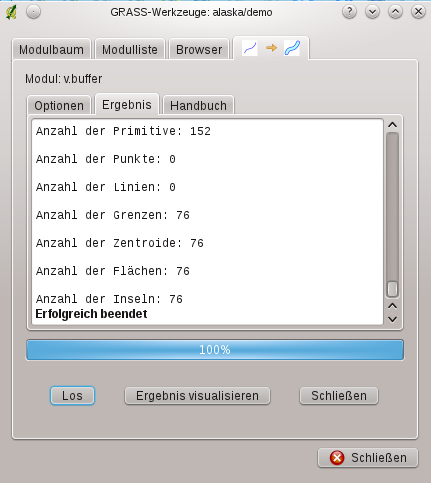 GRASS-Werkzeuge: alaska/demo
Modulbaum Modulliste Browser
Modul: v.buffer
Optionen Ergebnis Handbuch
Anzahl der Primitive: 152
Anzahl der Punkte: 0
Anzahl der Linien: 0
Anzahl der Grenzen: 76
Anzahl der Zentroide: 76
Anzahl der Flächen: 76
Anzahl der Inseln: 76
Erfolgreich beendet
100%
Los Ergebnis visualisieren Schließen
Schließen